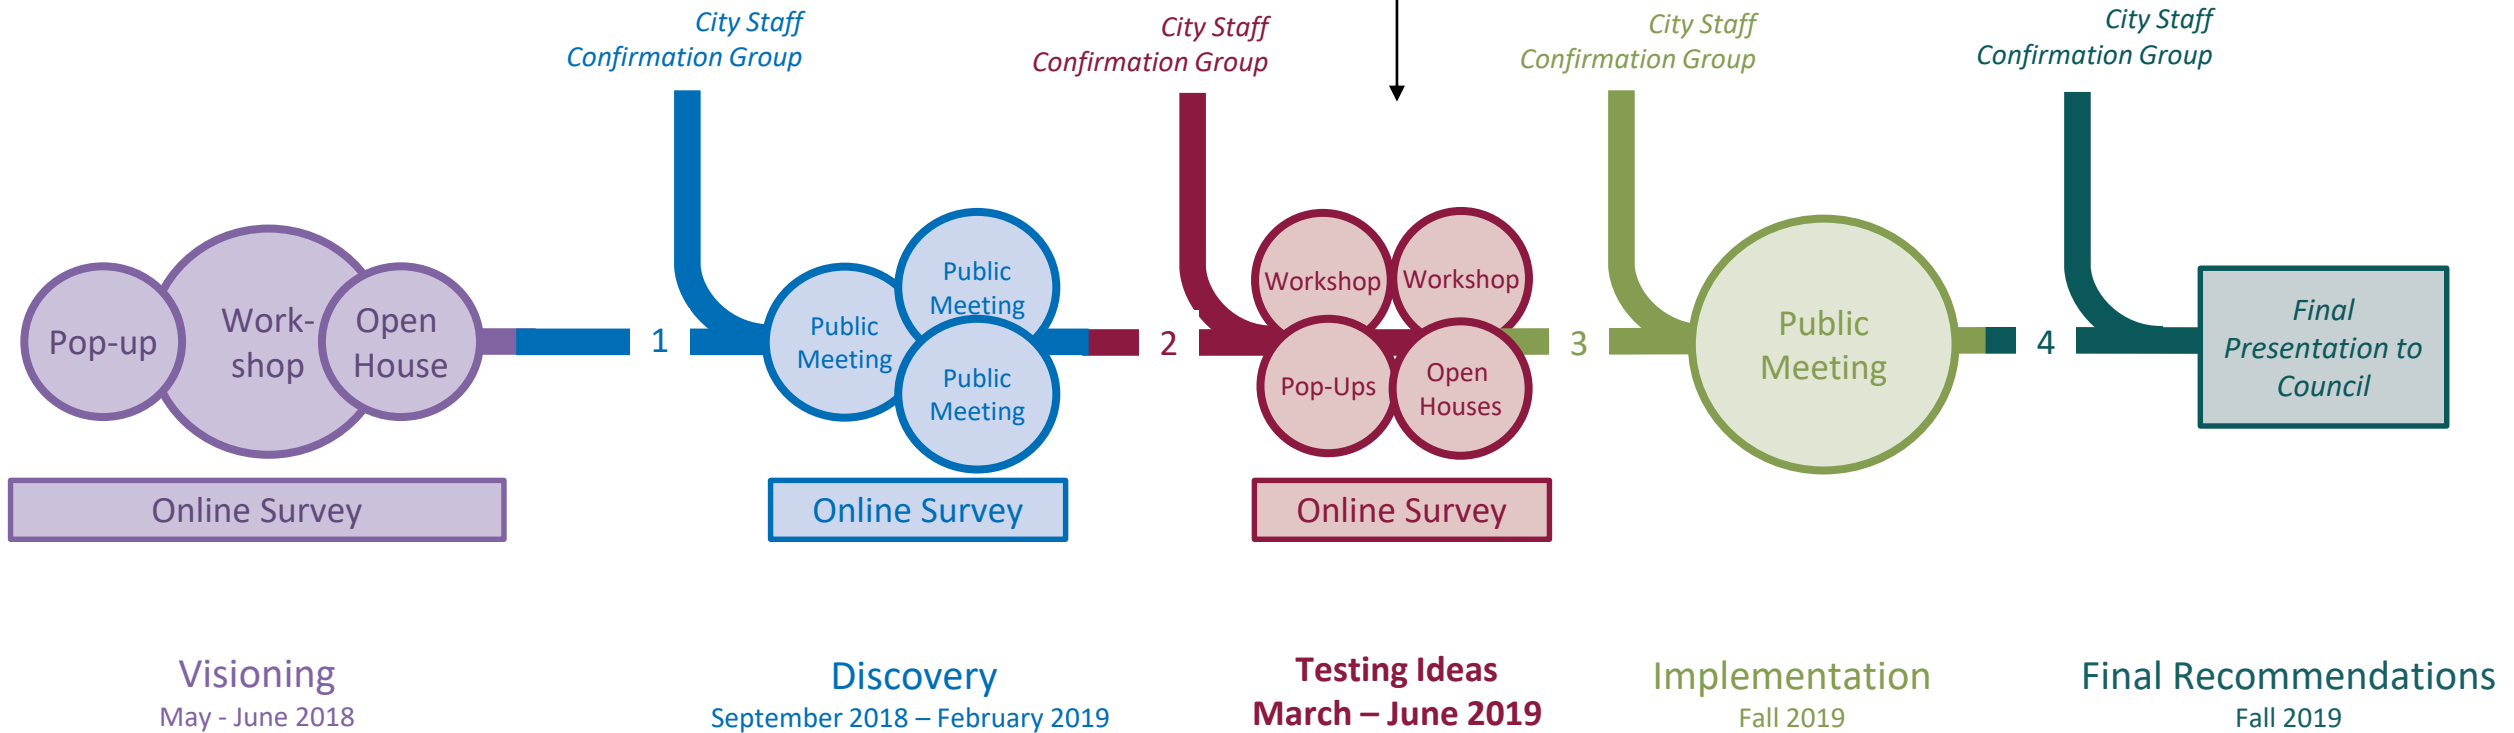 City Staff
Confirmation Group
City Staff
Confirmation Group
City Staff
Confirmation Group
City Staff
Confirmation Group
Pop-up
Work-
shop
Open
House
Online Survey
1
Public
Meeting
Public
Meeting
Public
Meeting
Online Survey
2
Workshop
Workshop
Pop-Ups
Open
Houses
Online Survey
3
Public
Meeting
4
Final
Presentation to
Council
Visioning
May - June 2018
Discovery
September 2018 – February 2019
Testing Ideas
March – June 2019
Implementation
Fall 2019
Final Recommendations
Fall 2019